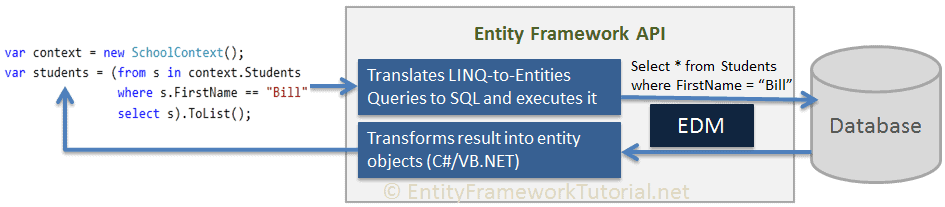 Entity Framework API
var context = new SchoolContext();
var students = (from s in context.Students
where s.FirstName == "Bill"
select s).ToList();
Translates LINQ-to-Entities
Queries to SQL and executes it
Select * from Students
where FirstName = “Bill”
EDM
Database
Transforms result into entity
objects (C#/VB.NET)
© EntityFrameworkTutorial.net